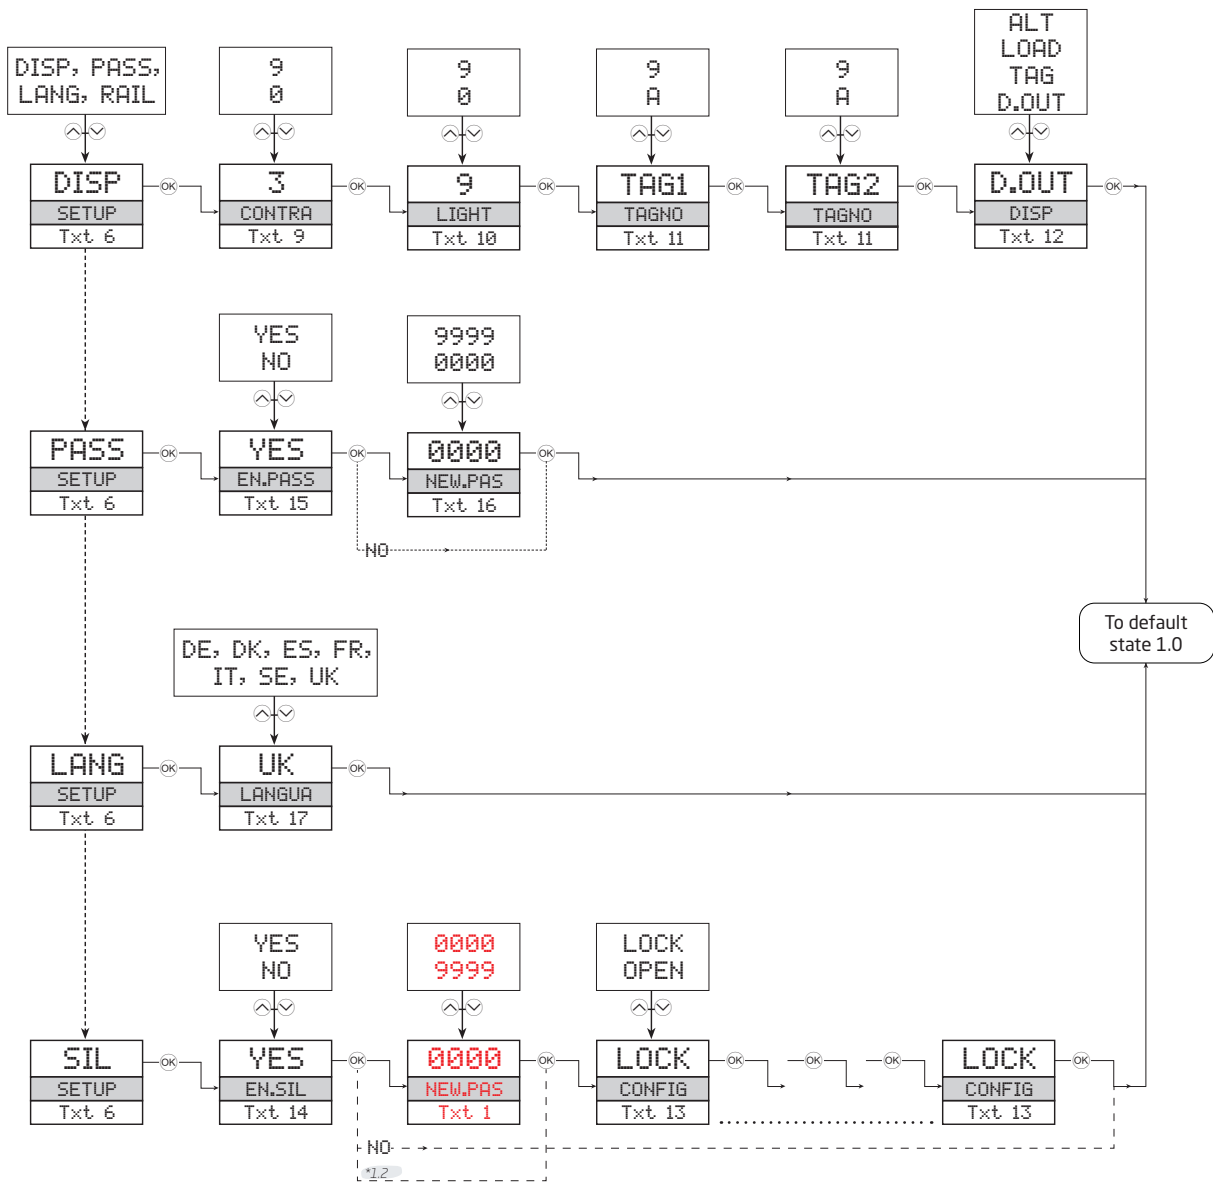 DISP, PASS,
LANG, RAIL
9
0
9
0
9
A
9
A
ALT
LOAD
TAG
D.OUT
DISP
SETUP
Txt 6
OK
3
CONTRA
Txt 9
OK
9
LIGHT
Txt 10
OK
TAG1
TAGNO
Txt 11
OK
TAG2
TAGNO
Txt 11
OK
D.OUT
DISP
Txt 12
OK
YES
NO
9999
0000
PASS
SETUP
Txt 6
OK
YES
EN.PASS
Txt 15
OK
0000
NEW.PAS
Txt 16
OK
NO
To default
state 1.0
DE, DK, ES, FR,
IT, SE, UK
LANG
SETUP
Txt 6
OK
UK
LANGUA
Txt 17
OK
YES
NO
0000
9999
LOCK
OPEN
SIL
SETUP
Txt 6
OK
YES
EN.SIL
Txt 14
OK
0000
NEW.PAS
Txt 1
OK
LOCK
CONFIG
Txt 13
OK
OK
OK
LOCK
CONFIG
Txt 13
OK
NO
*1.2